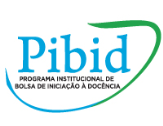 Pibid
PROGRAMA INSTITUCIONAL DE
BOLSA DE INICIAÇÃO À DOCÊNCIA